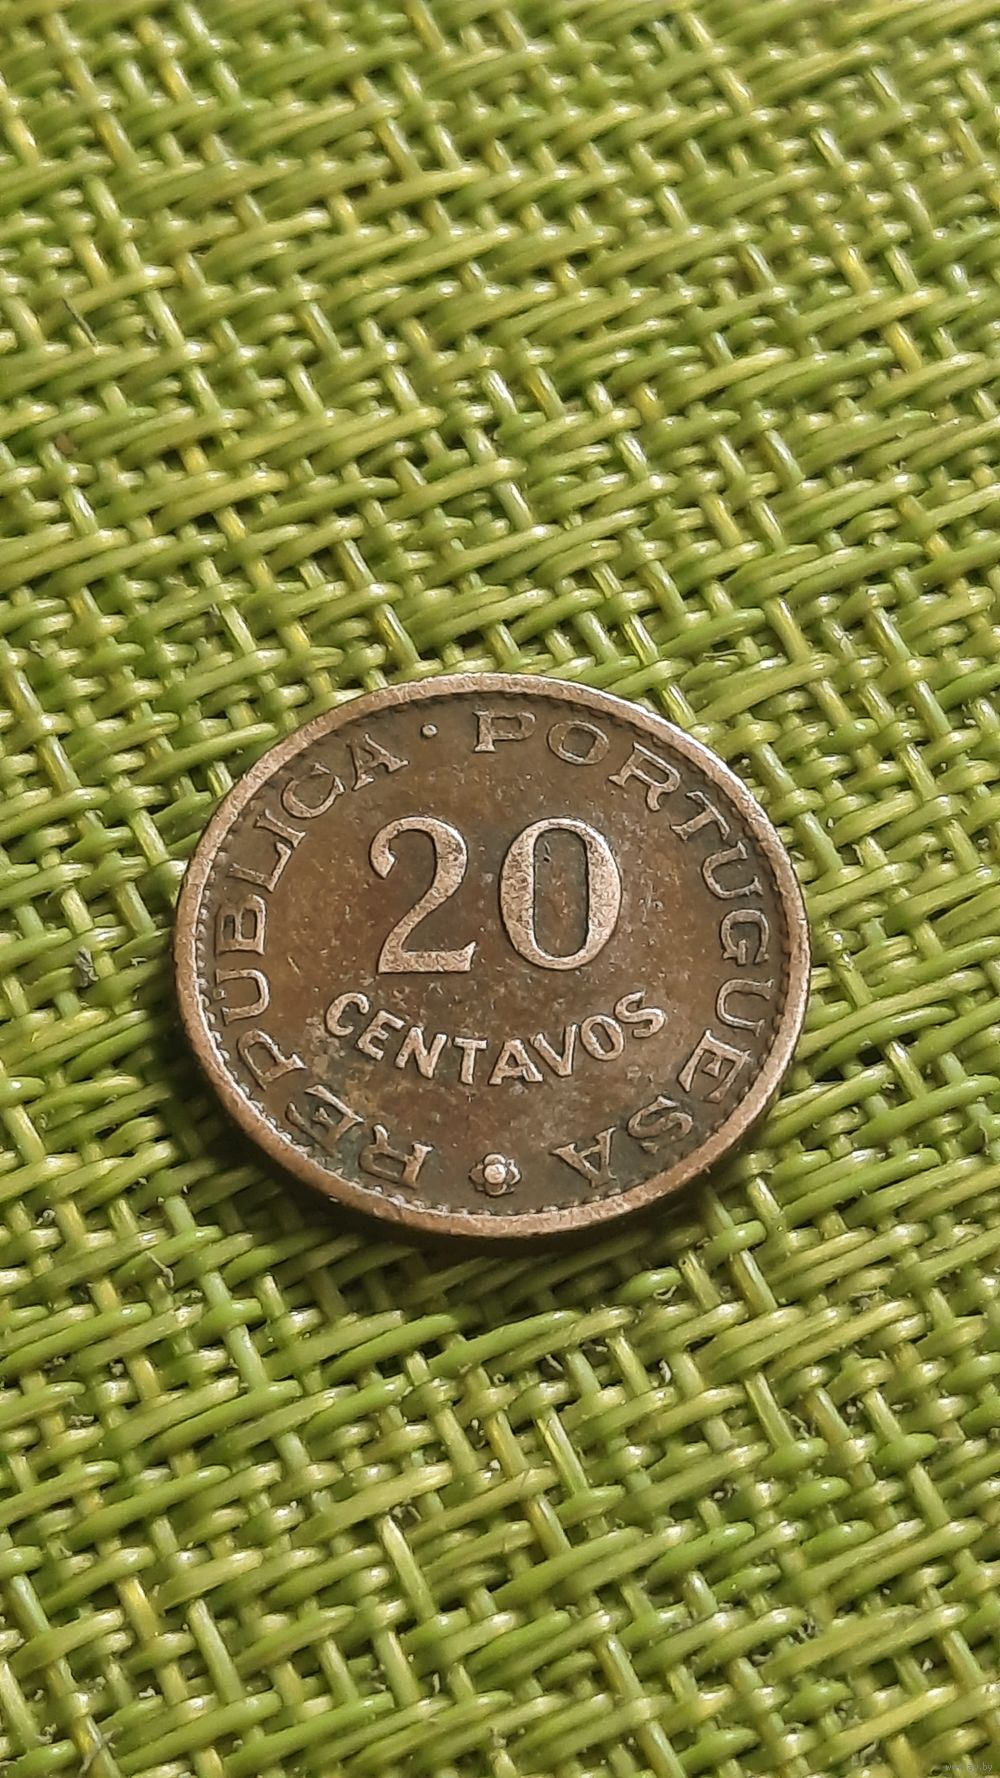 REPUBLICA · PORTUGUESA
20
CENTAVOS